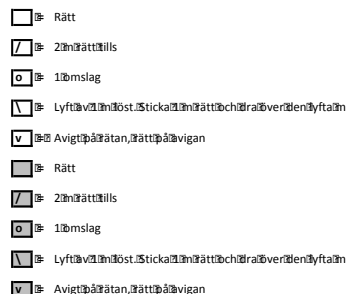 = Rätt
/ = 2 m rätt tills
o = 1 omslag
\ = Lyft av 1 m löst. Sticka 1 m rätt och dra över den lyfta m
v = Avigt på rätan, rätt på avigan
= Rätt
/ = 2 m rätt tills
o = 1 omslag
\ = Lyft av 1 m löst. Sticka 1 m rätt och dra över den lyfta m
v = Avigt på rätan, rätt på avigan